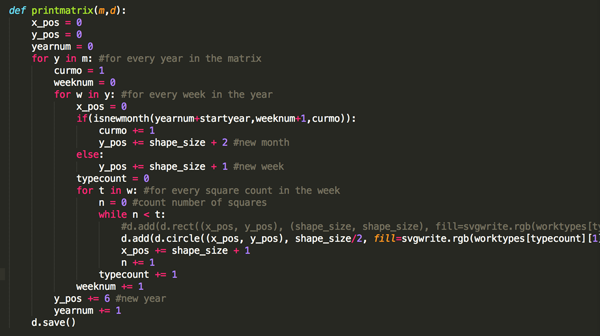 def printmatrix(m,d):
    x_pos = 0
    y_pos = 0
    yearnum = 0
    for y in m: #for every year in the matrix
        curmo = 1
        weeknum = 0
        for w in y: #for every week in the year
            x_pos = 0
            if(isnewmonth(yearnum+startyear,weeknum+1,curmo)):
                curmo += 1
                y_pos += shape_size + 2 #new month
            else:
                y_pos += shape_size + 1 #new week
            typecount = 0
            for t in w: #for every square count in the week
                n = 0 #count number of squares
                while n < t:
                    #d.add(d.rect((x_pos, y_pos), (shape_size, shape_size), fill=svgwrite.rgb(worktypes[ty
                    d.add(d.circle((x_pos, y_pos), shape_size/2, fill=svgwrite.rgb(worktypes[typecount][1]
                    x_pos += shape_size + 1
                    n += 1
                typecount += 1
            weeknum += 1
        y_pos += 6 #new year
        yearnum += 1
    d.save()